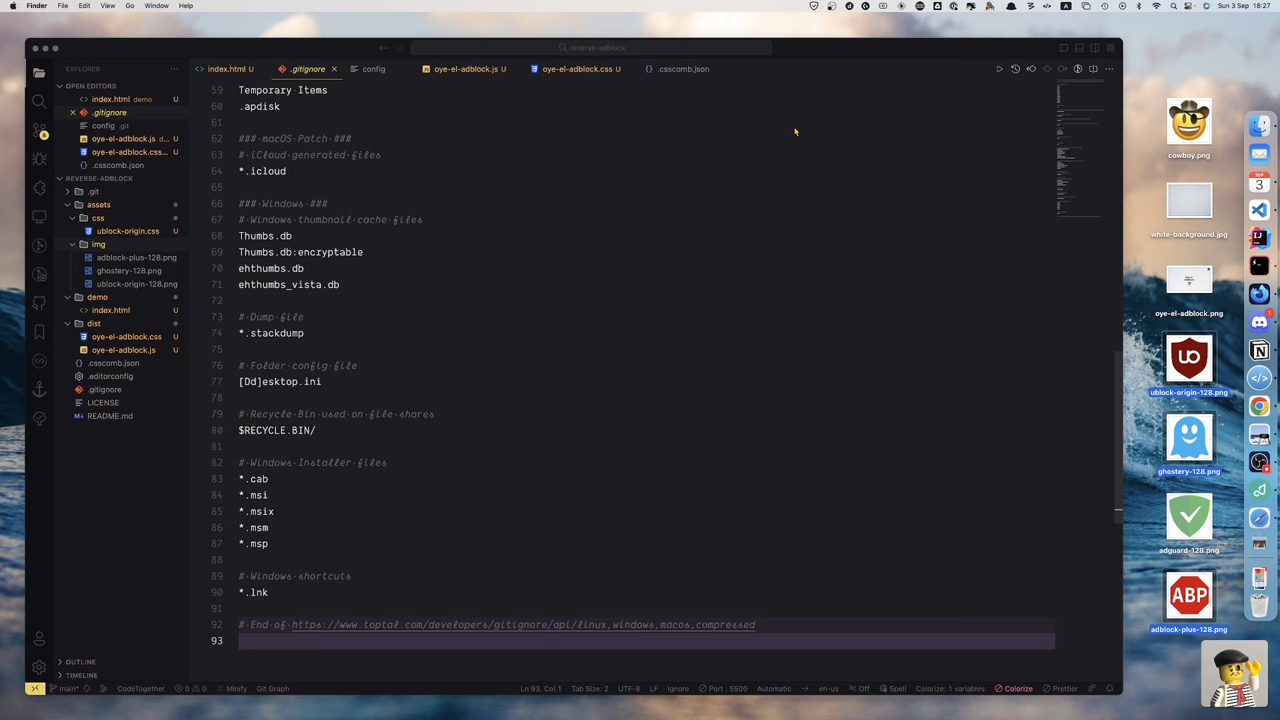 Finder File Edit View Go Window Help
Sun 3 Sep 18:27
reverse-adblock
EXPLORER
index.html U
.gitignore
config
oye-el-adblock.js U
oye-el-adblock.css U
.csscomb.json
OPEN EDITORS
index.html demo U
.gitignore
config .git
oye-el-adblock.js d... U
oye-el-adblock.css... U
.csscomb.json
REVERSE-ADBLOCK
.git
assets
css
ublock-origin.css U
img
adblock-plus-128.png
ghostery-128.png
ublock-origin-128.png
demo
index.html U
dist
oye-el-adblock.css U
oye-el-adblock.js U
.csscomb.json
.editorconfig
.gitignore
LICENSE
README.md
OUTLINE
TIMELINE
59 Temporary Items
60 .apdisk
61
62 ### macOS Patch ###
63 # iCloud generated files
64 *.icloud
65
66 ### Windows ###
67 # Windows thumbnail cache files
68 Thumbs.db
69 Thumbs.db:encryptable
70 ehthumbs.db
71 ehthumbs_vista.db
72
73 # Dump file
74 *.stackdump
75
76 # Folder config file
77 [Dd]esktop.ini
78
79 # Recycle Bin used on file shares
80 $RECYCLE.BIN/
81
82 # Windows Installer files
83 *.cab
84 *.msi
85 *.msix
86 *.msm
87 *.msp
88
89 # Windows shortcuts
90 *.lnk
91
92 # End of https://www.toptal.com/developers/gitignore/api/linux,windows,macos,compressed
93
main* CodeTogether 0 0 Minify Git Graph
Ln 93, Col 1 Tab Size: 2 UTF-8 LF Ignore Port : 5500 Automatic en-us Off Spell Colorize: 1 variables Colorize Prettier
cowboy.png
white-background.jpg
oye-el-adblock.png
ublock-origin-128.png
ghostery-128.png
adguard-128.png
ABP
adblock-plus-128.png
SEP
3